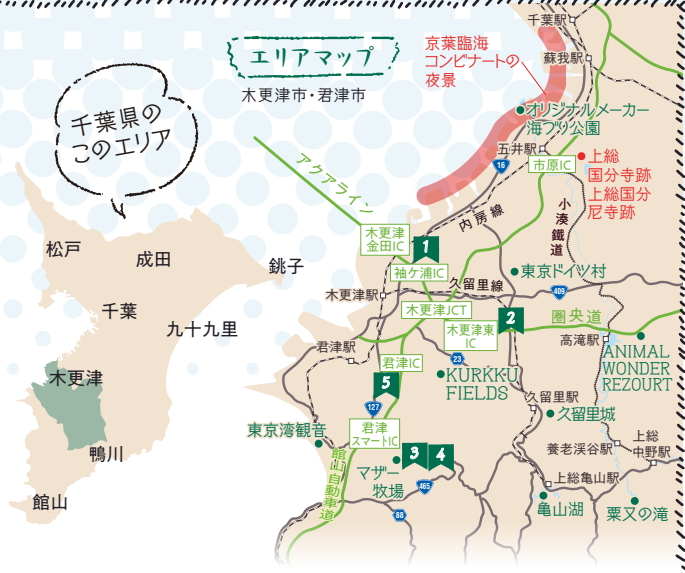 エリアマップ
木更津市・君津市
千葉県の
このエリア
松戸
成田
銚子
千葉
九十九里
木更津
鴨川
館山
千葉駅
蘇我駅
京葉臨海
コンビナートの
夜景
オリジナルメーカー
海づり公園
五井駅
16
市原IC
上総
国分寺跡
上総国分
尼寺跡
アクアライン
内房線
小湊鐵道
木更津
金田IC
1
袖ケ浦IC
東京ドイツ村
久留里線
409
木更津駅
木更津JCT
2
木更津東
IC
圏央道
高滝駅
君津駅
君津IC
23
ANIMAL
WONDER
REZOURT
5
KURKKU
FIELDS
127
久留里駅
久留里城
君津
スマートIC
東京湾観音
館山自動車道
3
4
マザー
牧場
養老渓谷駅
上総
中野駅
465
上総亀山駅
88
亀山湖
粟又の滝